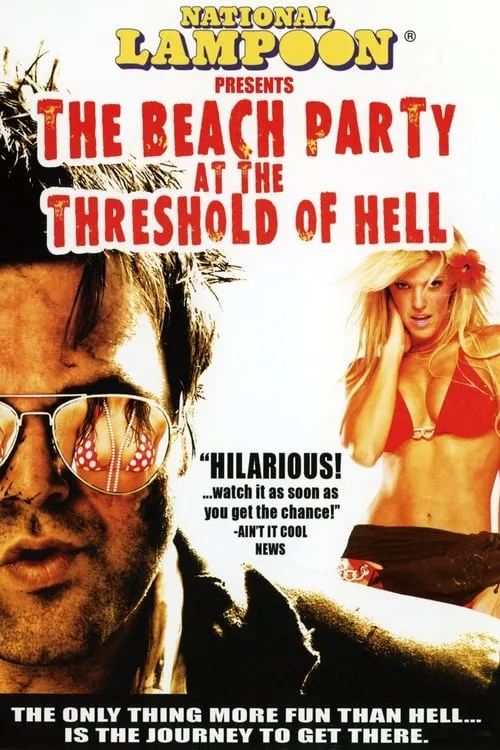 NATIONAL
LAMPOON®
PRESENTS
THE BEACH PARTY
AT THE
THRESHOLD OF HELL
"HILARIOUS!
...watch it as soon as
you get the chance!"
-AIN'T IT COOL
NEWS
THE ONLY THING MORE FUN THAN HELL...
IS THE JOURNEY TO GET THERE.